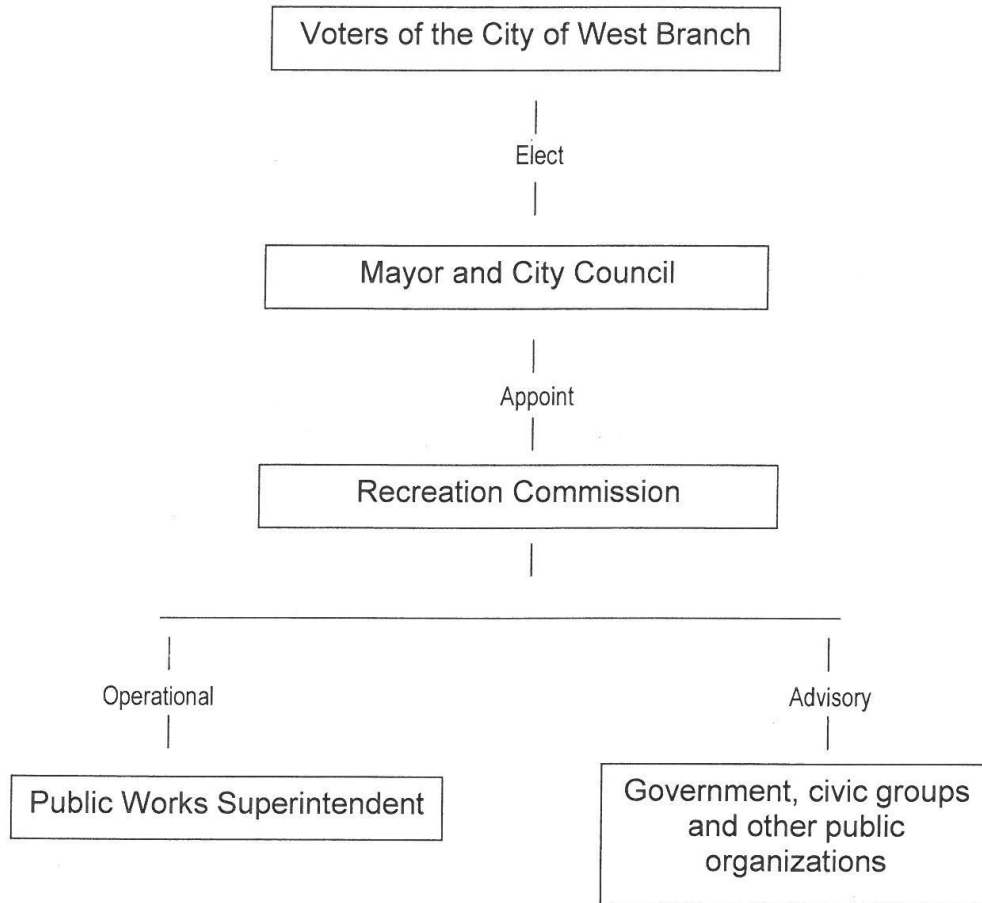 Voters of the City of West Branch
Elect
Mayor and City Council
Appoint
Recreation Commission
Operational
Advisory
Public Works Superintendent
Government, civic groups
and other public
organizations